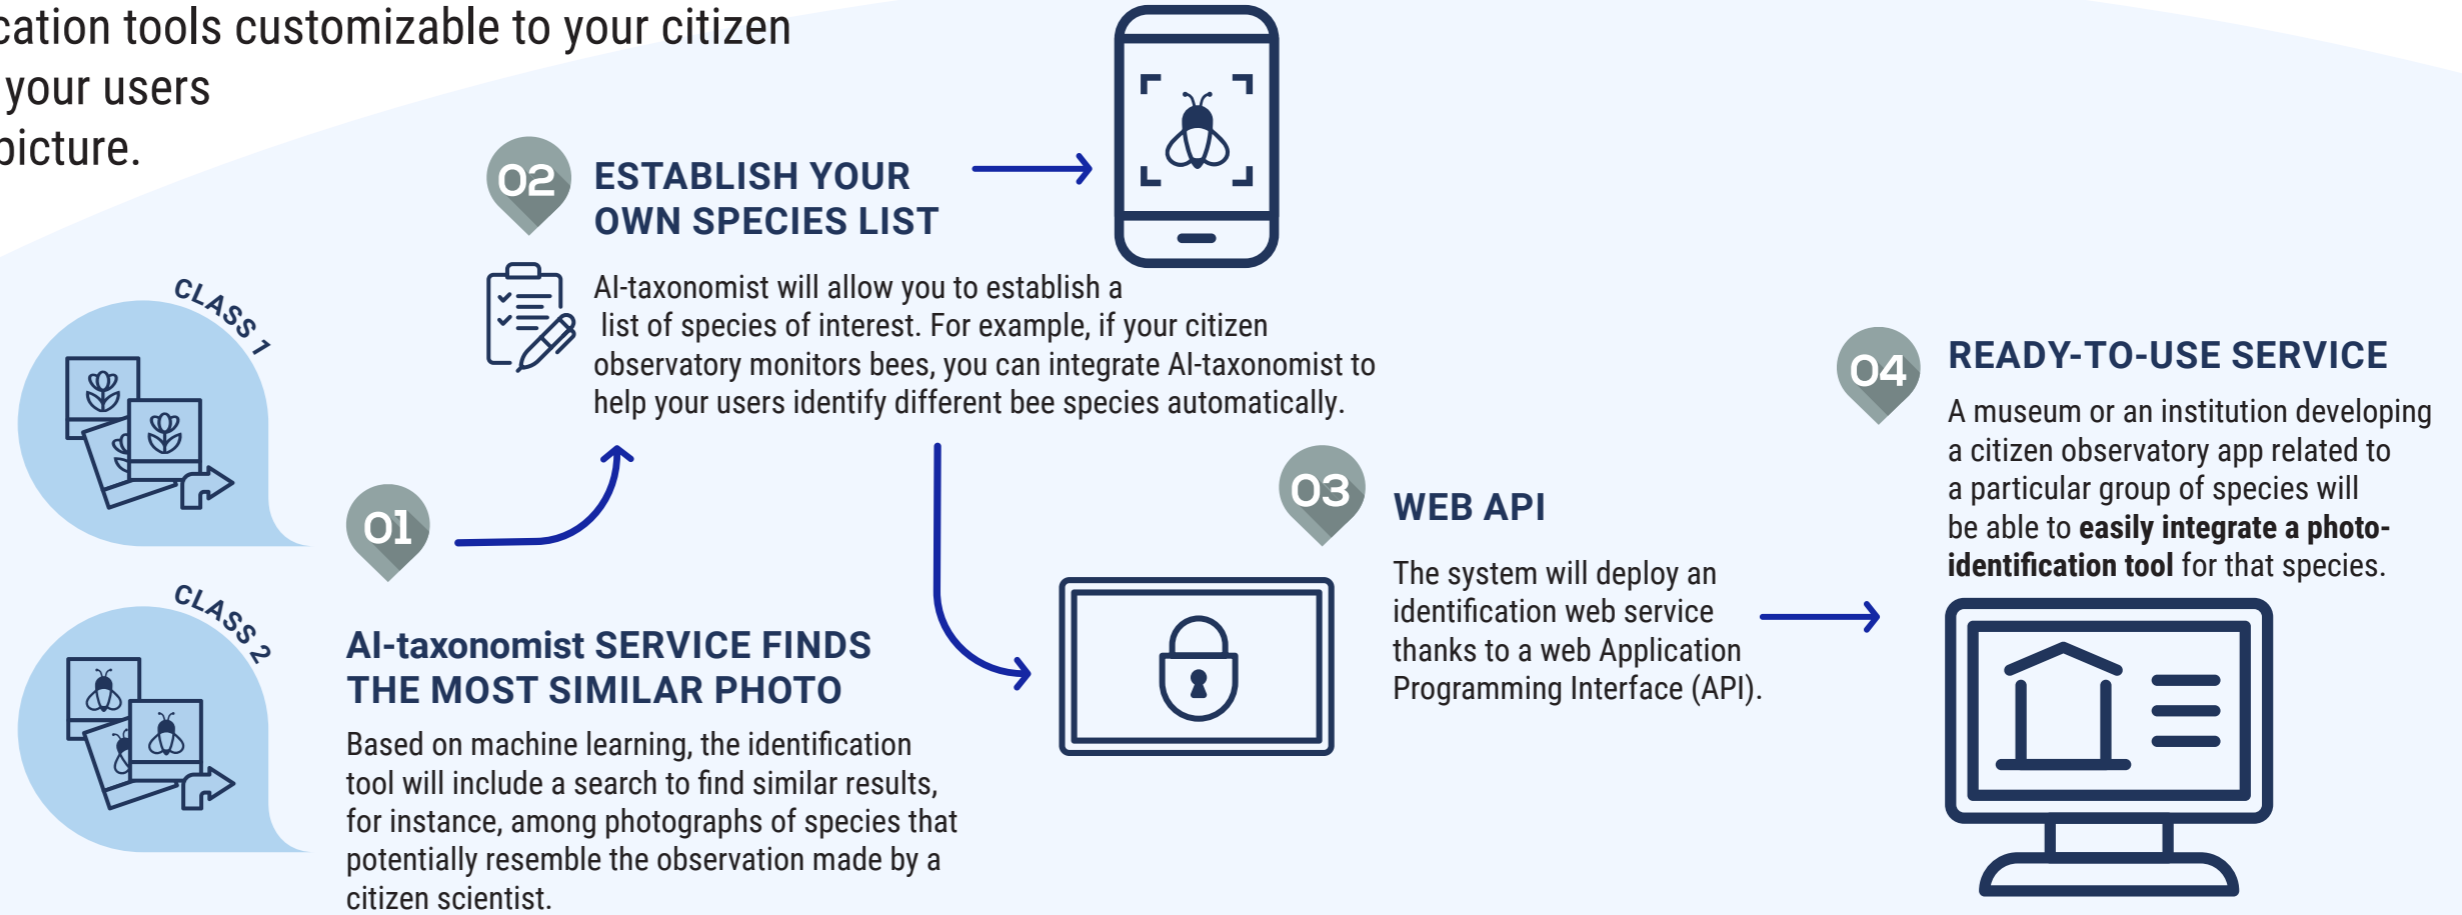 cation tools customizable to your citizen
your users
picture.
02
ESTABLISH YOUR
OWN SPECIES LIST
AI-taxonomist will allow you to establish a
list of species of interest. For example, if your citizen
observatory monitors bees, you can integrate AI-taxonomist to
help your users identify different bee species automatically.
CLASS 1
CLASS 2
01
AI-taxonomist SERVICE FINDS
THE MOST SIMILAR PHOTO
Based on machine learning, the identification
tool will include a search to find similar results,
for instance, among photographs of species that
potentially resemble the observation made by a
citizen scientist.
03
WEB API
The system will deploy an
identification web service
thanks to a web Application
Programming Interface (API).
04
READY-TO-USE SERVICE
A museum or an institution developing
a citizen observatory app related to
a particular group of species will
be able to easily integrate a photo-
identification tool for that species.